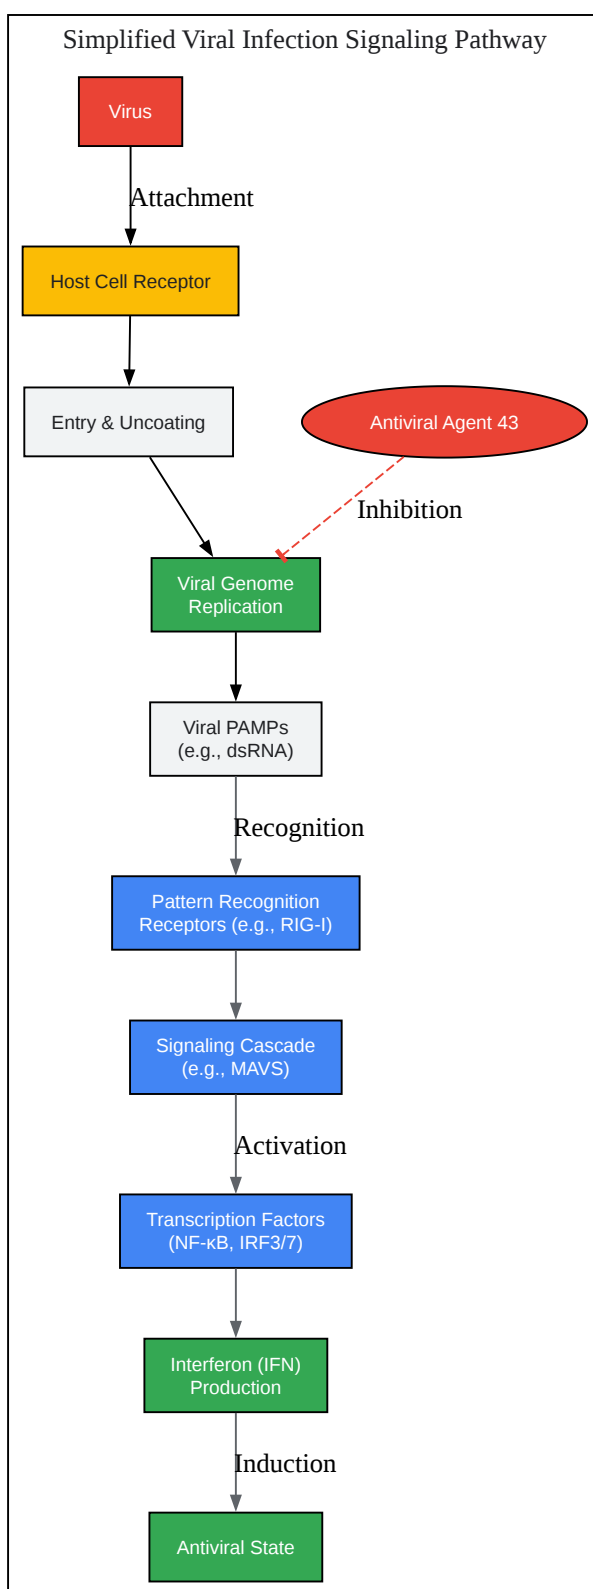 Simplified Viral Infection Signaling Pathway
Virus
Attachment
Host Cell Receptor
Entry & Uncoating
Antiviral Agent 43
Inhibition
Viral Genome
Replication
Viral PAMPs
(e.g., dsRNA)
Recognition
Pattern Recognition
Receptors (e.g., RIG-I)
Signaling Cascade
(e.g., MAVS)
Activation
Transcription Factors
(NF-κB, IRF3/7)
Interferon (IFN)
Production
Induction
Antiviral State